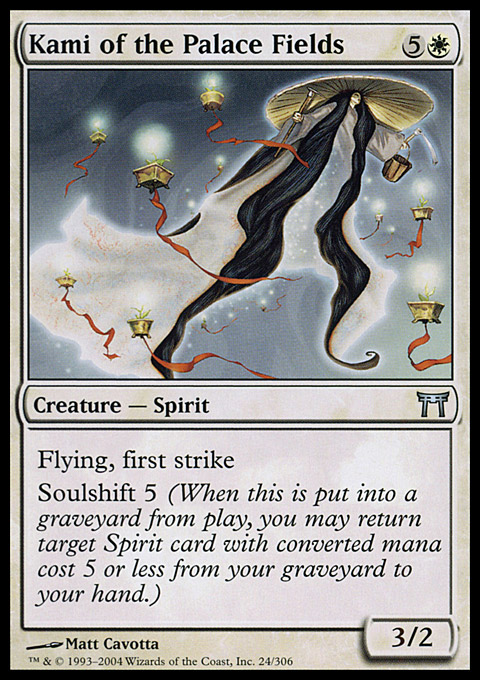 Kami of the Palace Fields 5
Creature — Spirit
Flying, first strike
Soulshift 5 (When this is put into a
graveyard from play, you may return
target Spirit card with converted mana
cost 5 or less from your graveyard to
your hand.)
Matt Cavotta
3/2
™ & © 1993–2004 Wizards of the Coast, Inc. 24/306